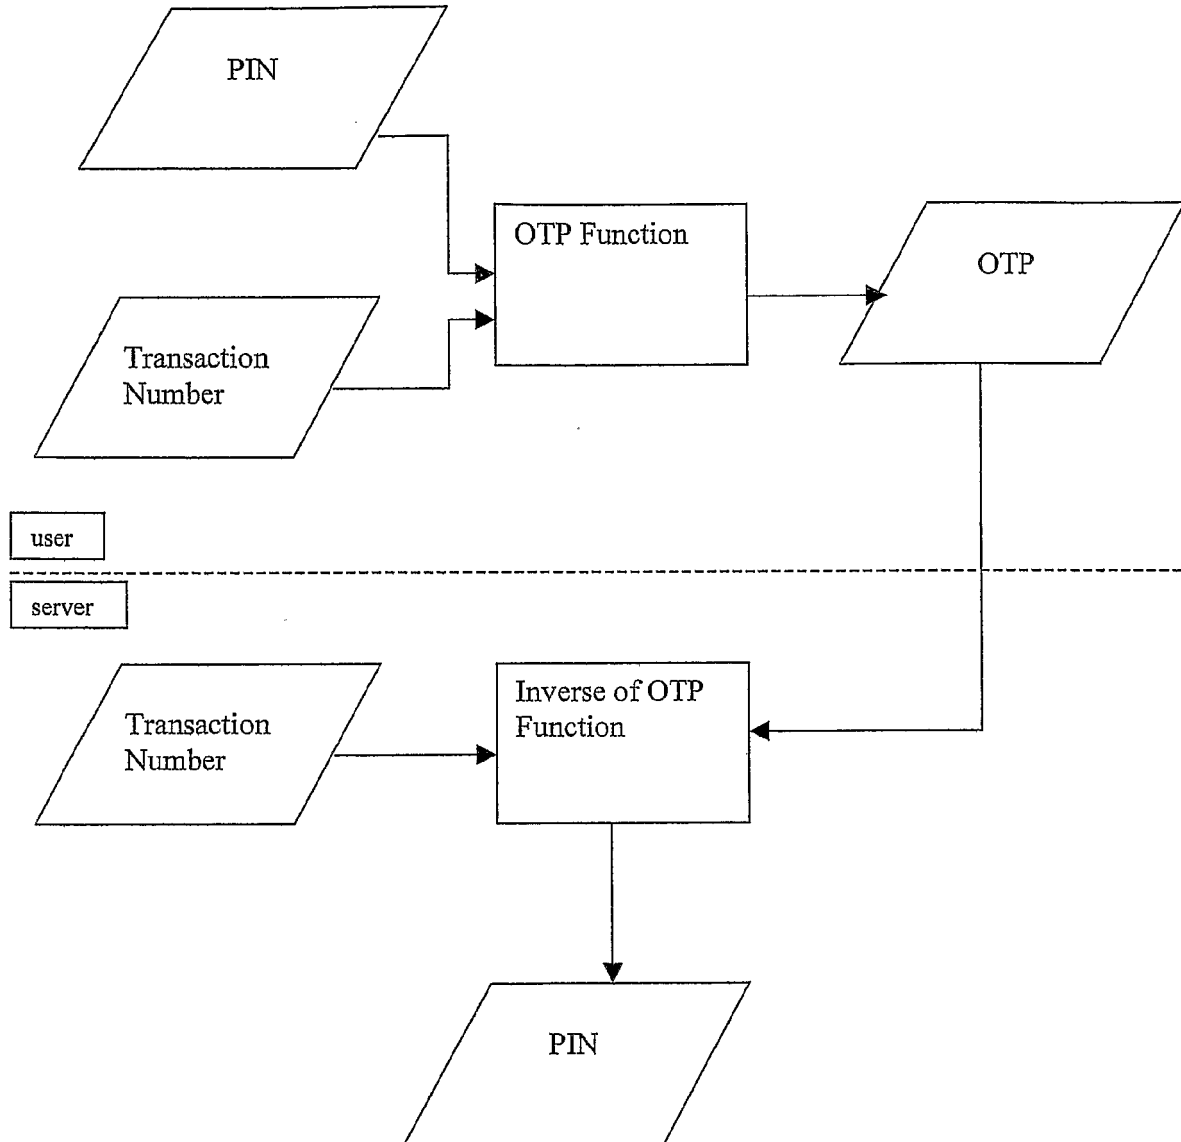 PIN
OTP Function
OTP
Transaction
Number
user
server
Transaction
Number
Inverse of OTP
Function
PIN